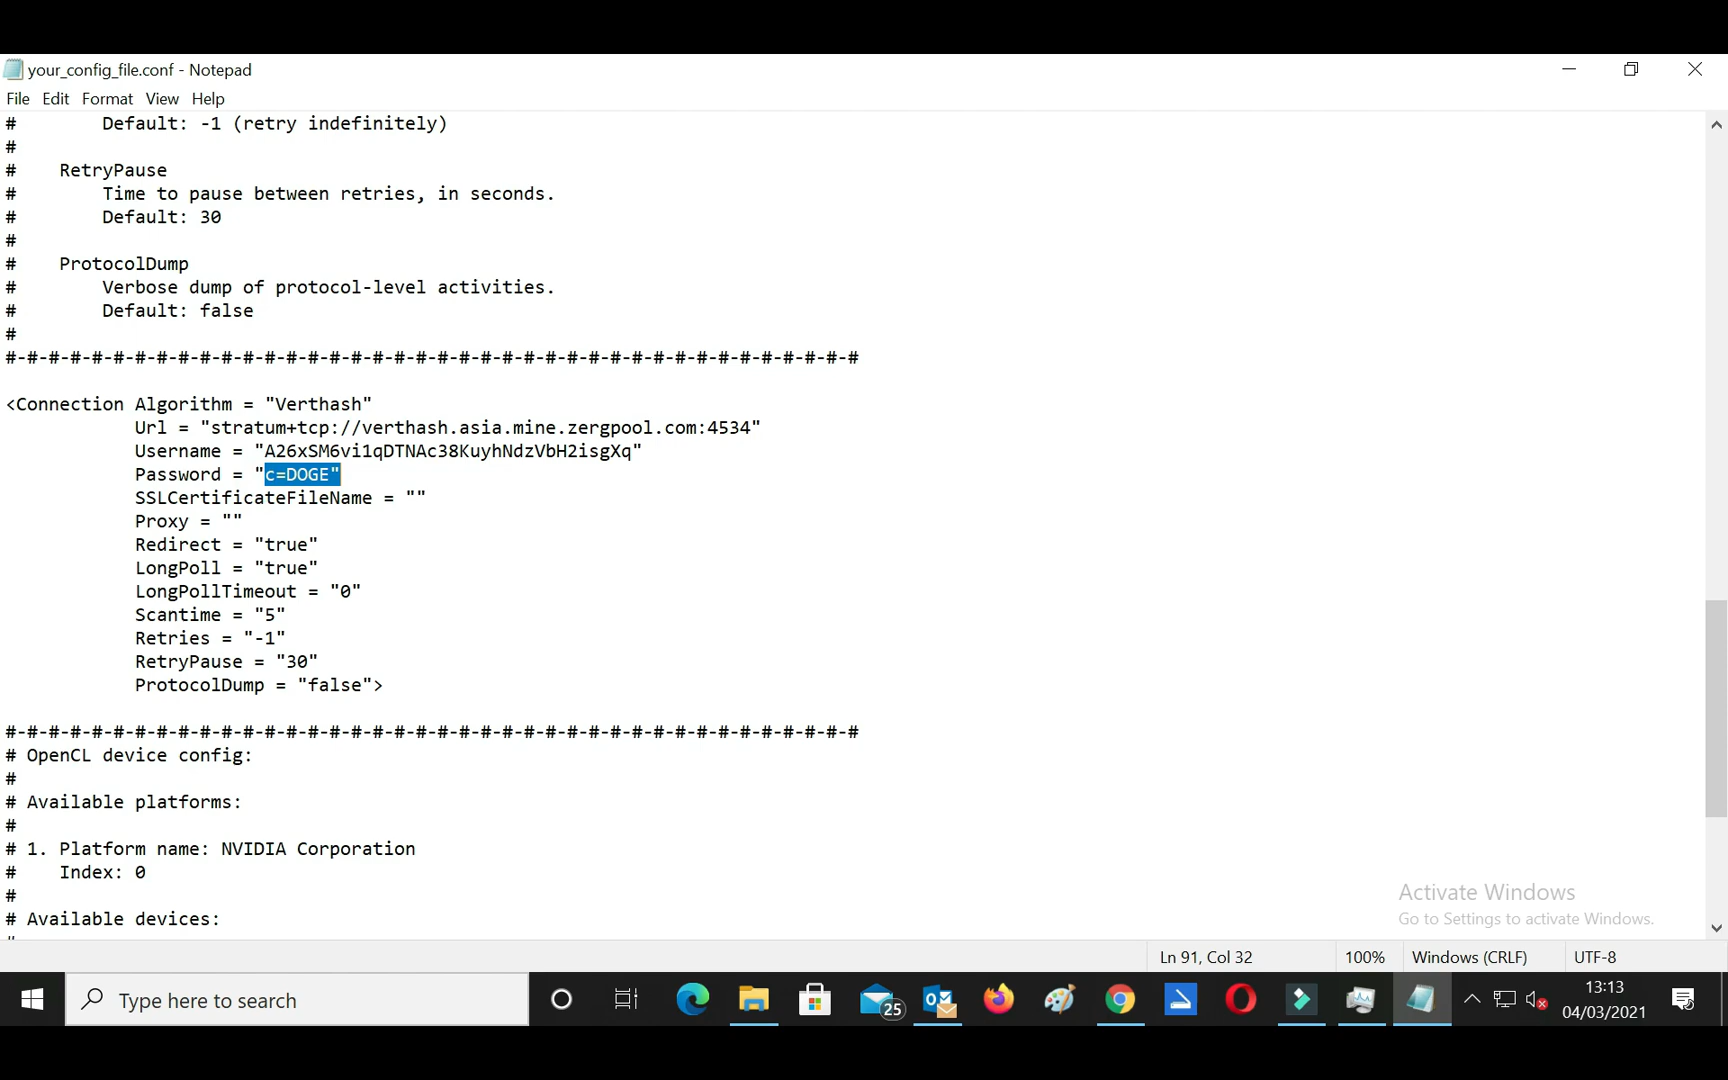 your_config_file.conf - Notepad
File Edit Format View Help
# Default: -1 (retry indefinitely)
#
# RetryPause
# Time to pause between retries, in seconds.
# Default: 30
#
# ProtocolDump
# Verbose dump of protocol-level activities.
# Default: false
#
#-#-#-#-#-#-#-#-#-#-#-#-#-#-#-#-#-#-#-#-#-#-#-#-#-#-#-#-#-#-#-#-#-#-#-#-#-#-#-#
<Connection Algorithm = "Verthash"
Url = "stratum+tcp://verthash.asia.mine.zergpool.com:4534"
Username = "A26xSM6vi1qDTNAc38KuyhNdzVbH2isgXq"
Password = "c=DOGE"
SSLCertificateFileName = ""
Proxy = ""
Redirect = "true"
LongPoll = "true"
LongPollTimeout = "0"
Scantime = "5"
Retries = "-1"
RetryPause = "30"
ProtocolDump = "false">
#-#-#-#-#-#-#-#-#-#-#-#-#-#-#-#-#-#-#-#-#-#-#-#-#-#-#-#-#-#-#-#-#-#-#-#-#-#-#-#
# OpenCL device config:
#
# Available platforms:
#
# 1. Platform name: NVIDIA Corporation
# Index: 0
#
# Available devices:
Activate Windows
Go to Settings to activate Windows.
Ln 91, Col 32 100% Windows (CRLF) UTF-8
Type here to search
25
13:13
04/03/2021